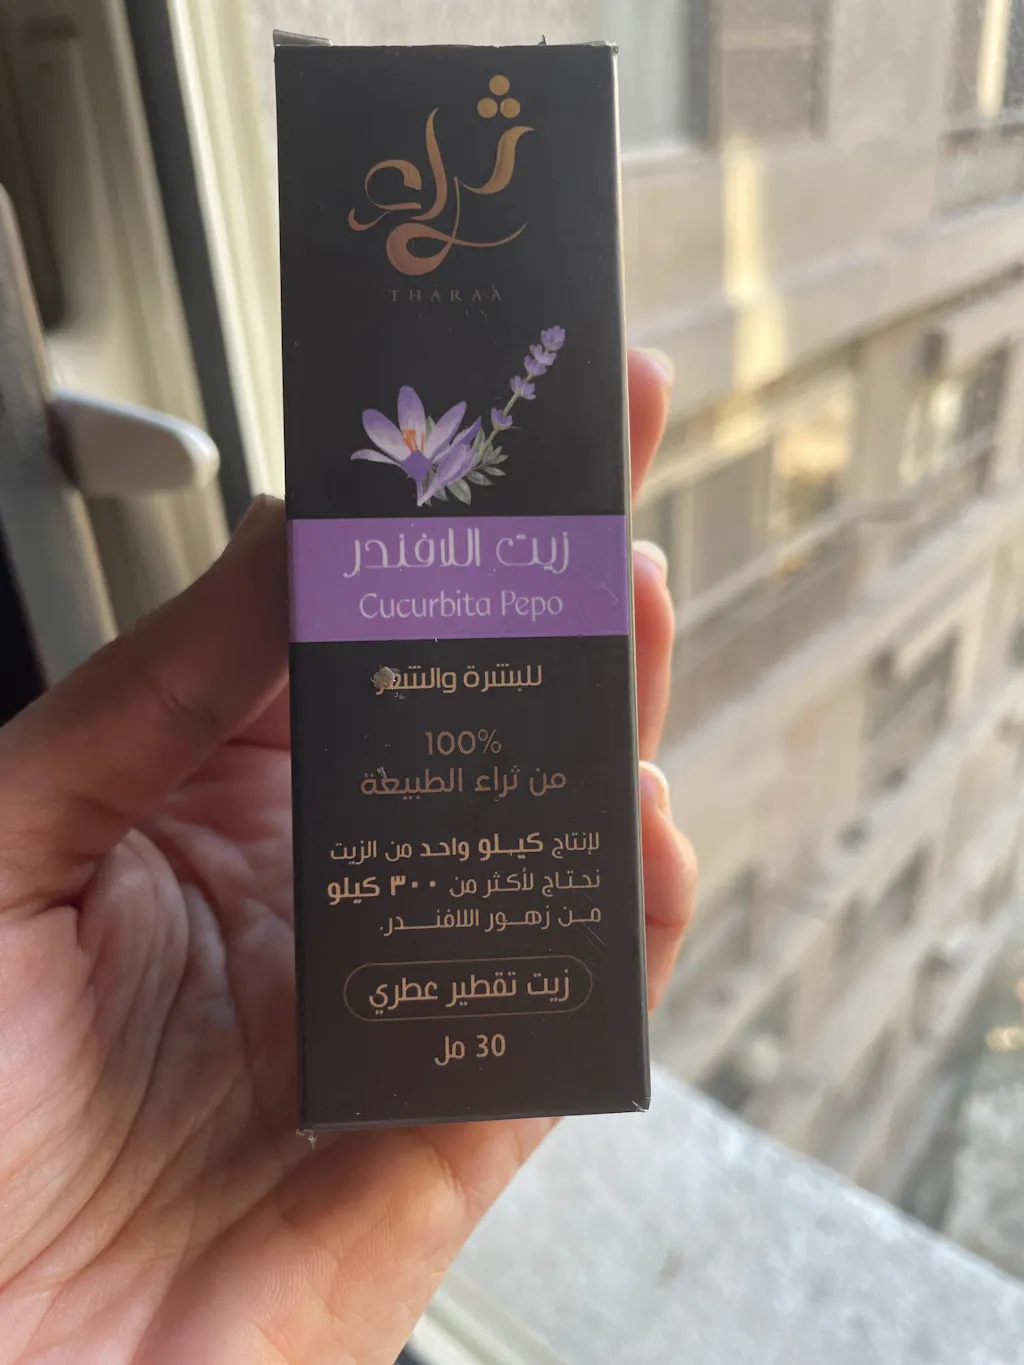 ثراء
THARAA
زيت اللافندر
Cucurbita Pepo
للبشرة والشعر
100%
من ثراء الطبيعة
لإنتاج كيلو واحد من الزيت
نحتاج لأكثر من ٣٠٠ كيلو
من زهور اللافندر.
زيت تقطير عطري
30 مل